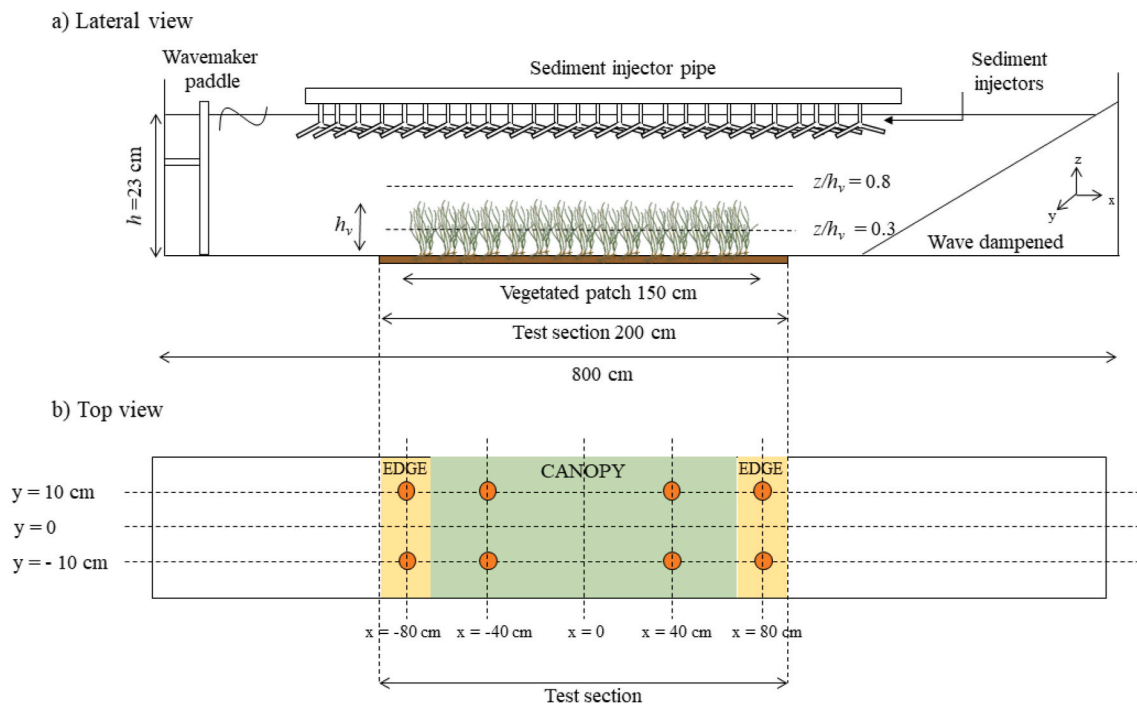 a) Lateral view
Wavemaker
paddle
Sediment injector pipe
Sediment
injectors
h =23 cm
hv
z/hv = 0.8
z/hv = 0.3
z
x
y
Wave dampened
Vegetated patch 150 cm
Test section 200 cm
800 cm
b) Top view
EDGE
CANOPY
EDGE
y = 10 cm
y = 0
y = - 10 cm
x = -80 cm
x = -40 cm
x = 0
x = 40 cm
x = 80 cm
Test section